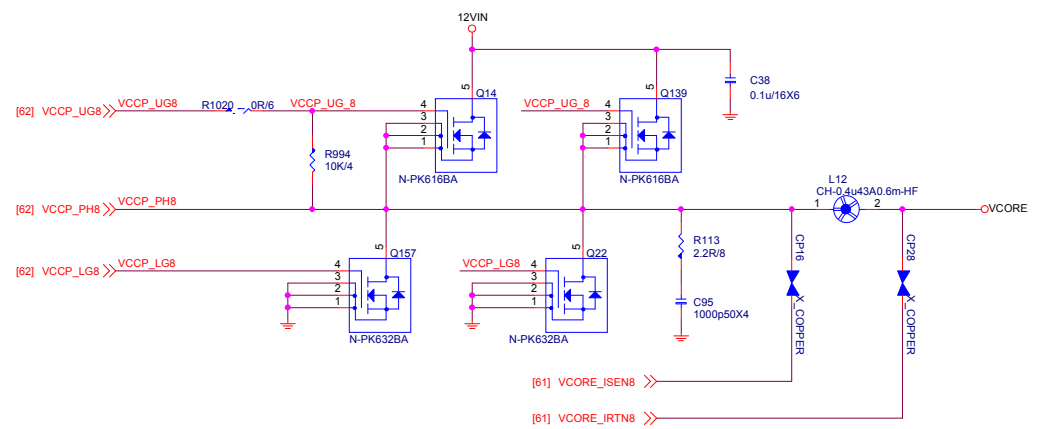 12VIN
5
Q14
5
Q139
C38
0.1u/16X6
[62] VCCP_UG8
VCCP_UG8
R1020
0R/6
VCCP_UG_8
4
3
2
1
VCCP_UG_8
4
3
2
1
R994
10K/4
N-PK616BA
N-PK616BA
L12
CH-0.4u43A0.6m-HF
[62] VCCP_PH8
VCCP_PH8
1
2
VCORE
5
Q157
5
Q22
R113
2.2R/8
CP16
CP28
[62] VCCP_LG8
VCCP_LG8
4
3
2
1
VCCP_LG8
4
3
2
1
C95
1000p50X4
X_COPPER
X_COPPER
N-PK632BA
N-PK632BA
[61] VCORE_ISEN8
[61] VCORE_IRTN8